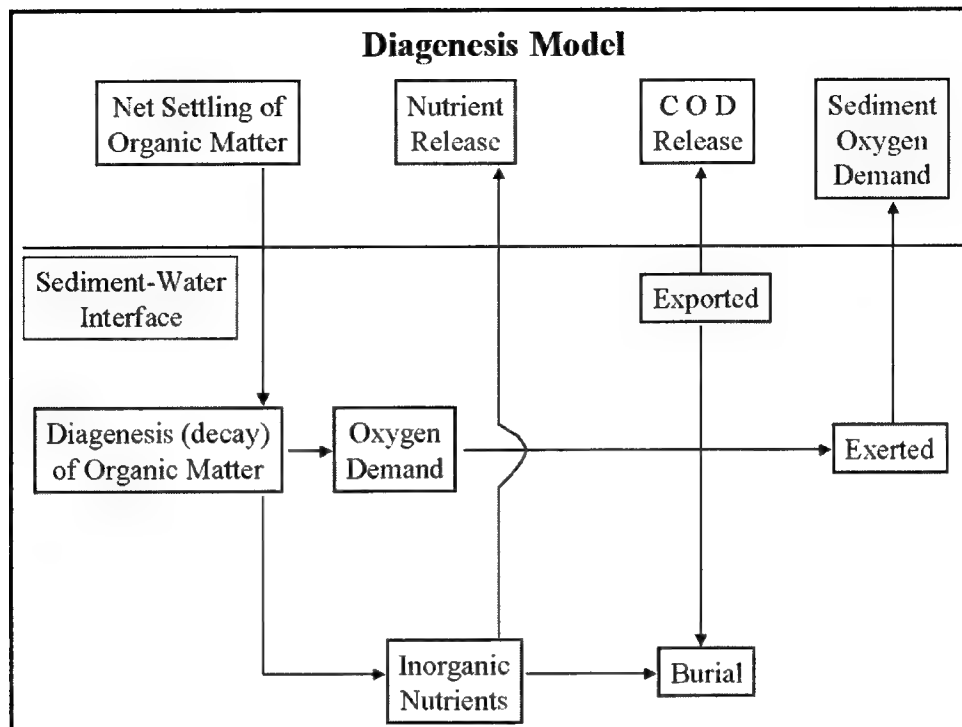 Diagenesis Model
Net Settling of
Organic Matter
Nutrient
Release
C O D
Release
Sediment
Oxygen
Demand
Sediment-Water
Interface
Exported
Diagenesis (decay)
of Organic Matter
Oxygen
Demand
Exerted
Inorganic
Nutrients
Burial